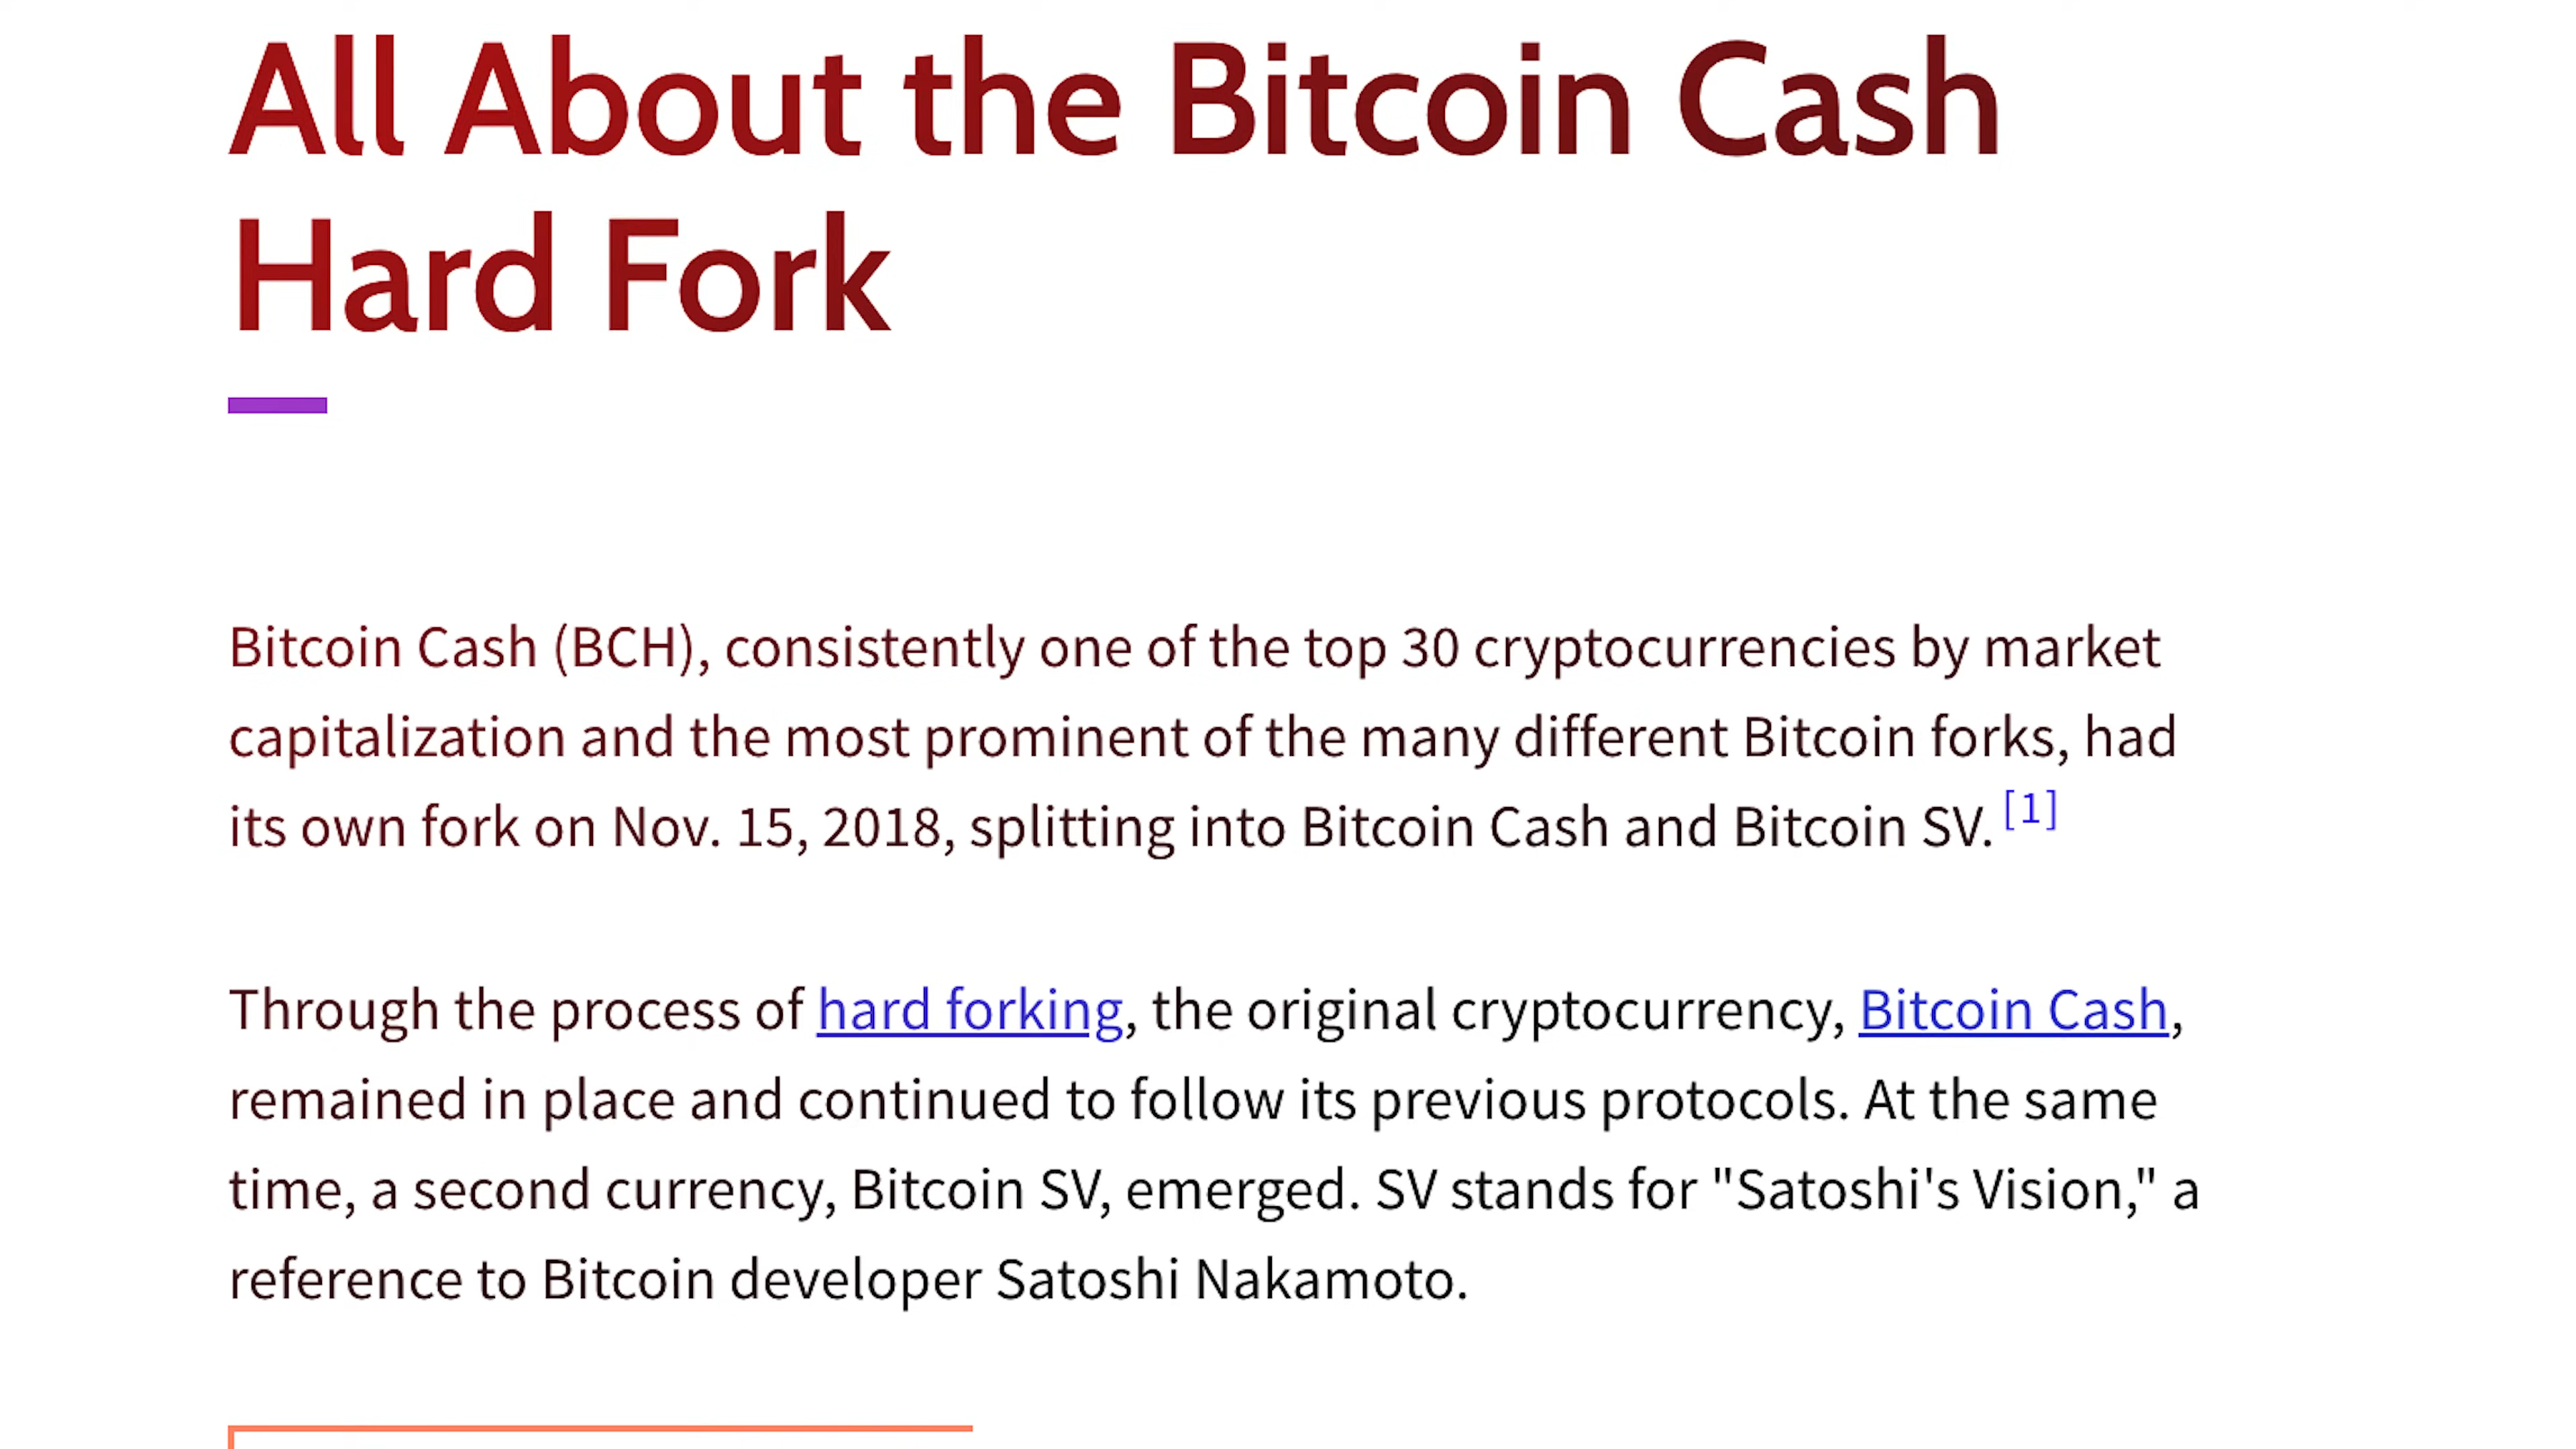 All About the Bitcoin Cash
Hard Fork
Bitcoin Cash (BCH), consistently one of the top 30 cryptocurrencies by market
capitalization and the most prominent of the many different Bitcoin forks, had
its own fork on Nov. 15, 2018, splitting into Bitcoin Cash and Bitcoin SV. [1]
Through the process of hard forking, the original cryptocurrency, Bitcoin Cash,
remained in place and continued to follow its previous protocols. At the same
time, a second currency, Bitcoin SV, emerged. SV stands for "Satoshi's Vision," a
reference to Bitcoin developer Satoshi Nakamoto.